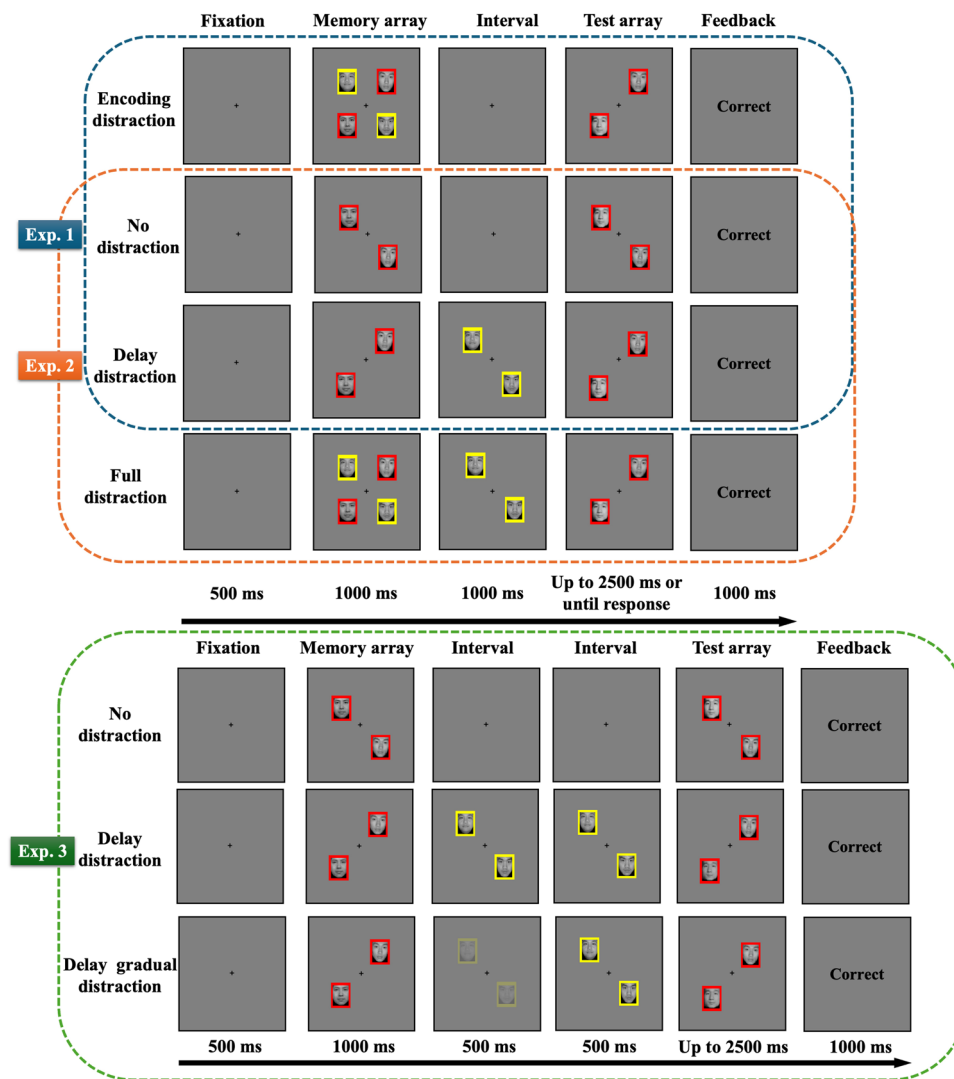 Fixation Memory array Interval Test array Feedback
Encoding
distraction
Correct
Exp. 1
No
distraction
Correct
Exp. 2
Delay
distraction
Correct
Full
distraction
Correct
500 ms 1000 ms 1000 ms Up to 2500 ms or
until response 1000 ms
Fixation Memory array Interval Interval Test array Feedback
No
distraction
Correct
Exp. 3
Delay
distraction
Correct
Delay gradual
distraction
Correct
500 ms 1000 ms 500 ms 500 ms Up to 2500 ms 1000 ms